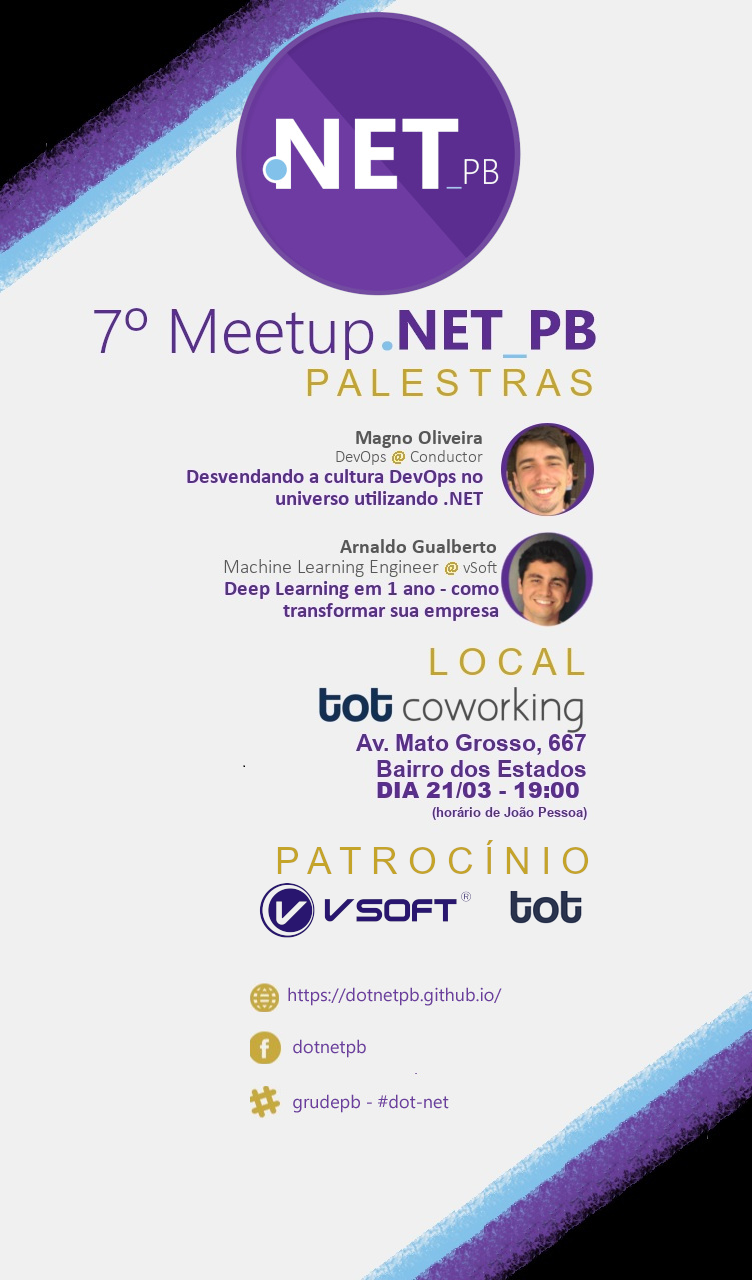 .NET_PB
7º Meetup .NET_PB
PALESTRAS
Magno Oliveira
DevOps @ Conductor
Desvendando a cultura DevOps no
universo utilizando .NET
Arnaldo Gualberto
Machine Learning Engineer @ vSoft
Deep Learning em 1 ano - como
transformar sua empresa
LOCAL
tot coworking
Av. Mato Grosso, 667
Bairro dos Estados
DIA 21/03 - 19:00
(horário de João Pessoa)
PATROCÍNIO
V VSOFT® tot
https://dotnetpb.github.io/
dotnetpb
grudepb - #dot-net